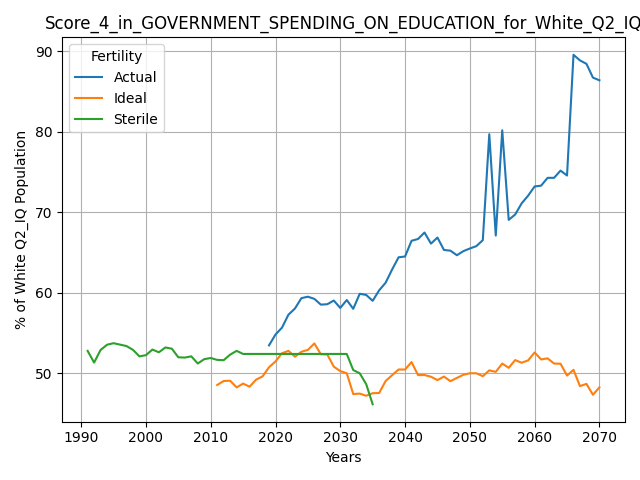 Score_4_in_GOVERNMENT_SPENDING_ON_EDUCATION_for_White_Q2_IQ
Fertility
Actual
Ideal
Sterile
% of White Q2_IQ Population
90
80
70
60
50
1990 2000 2010 2020 2030 2040 2050 2060 2070
Years